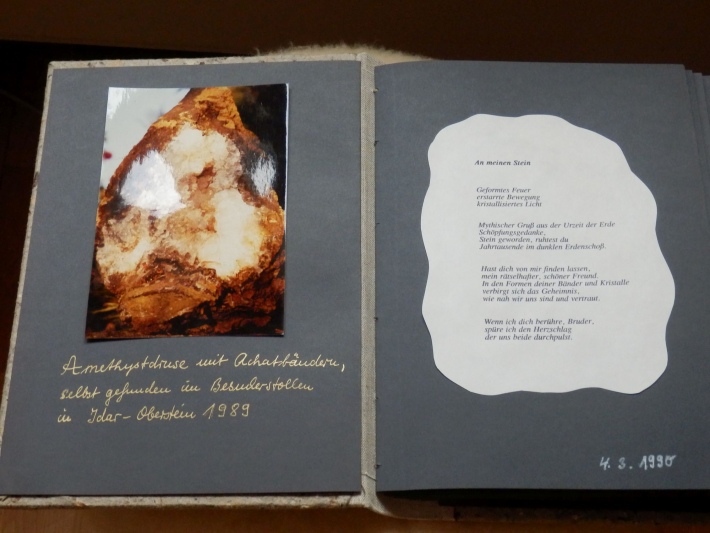 Amethystdruse mit Achatbändern,
selbst gefunden im Besucherstollen
in Idar-Oberstein 1989
An meinen Stein
Geformtes Feuer
erstarrte Bewegung
kristallisiertes Licht
Mythischer Gruß aus der Urzeit der Erde
Schöpfungsgedanke,
Stein geworden, ruhtest du
Jahrtausende im dunklen Erdenschoß.
Hast dich von mir finden lassen,
mein rätselhafter, schöner Freund.
In den Formen deiner Bänder und Kristalle
verbirgt sich das Geheimnis,
wie nah wir uns sind und vertraut.
Wenn ich dich berühre, Bruder,
spüre ich den Herzschlag
der uns beide durchpulst.
4. 3. 1990